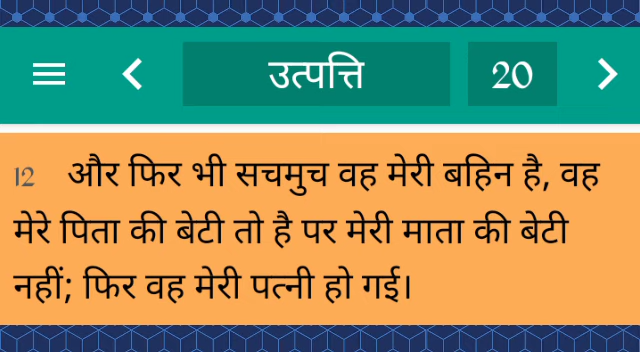 उत्पत्ति 20
12 और फिर भी सचमुच वह मेरी बहिन है, वह
मेरे पिता की बेटी तो है पर मेरी माता की बेटी
नहीं; फिर वह मेरी पत्नी हो गई।